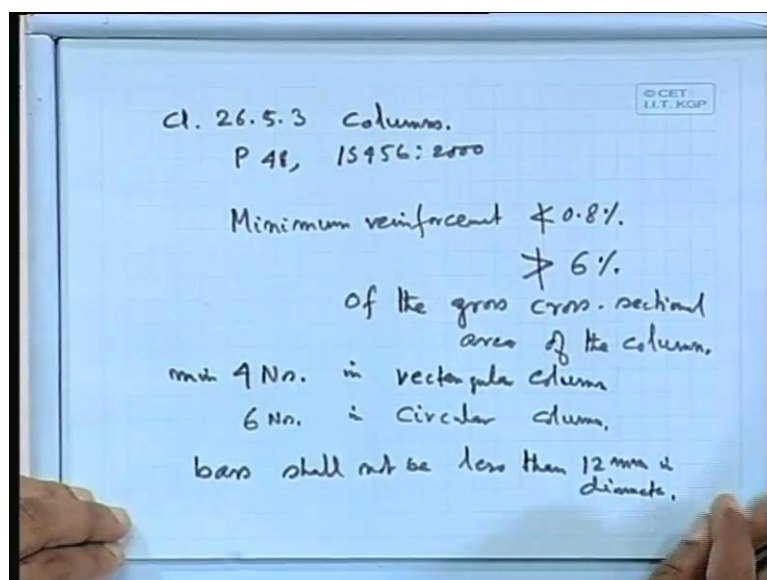 © CET
I.I.T. KGP
Cl. 26.5.3 Columns.
P 48, IS456:2000
Minimum reinforcement ≮ 0.8%.
≯ 6%.
of the gross cross-sectional
area of the column.
min 4 No. in rectangular column
6 No. in circular column.
bars shall not be less than 12 mm in
diameter.